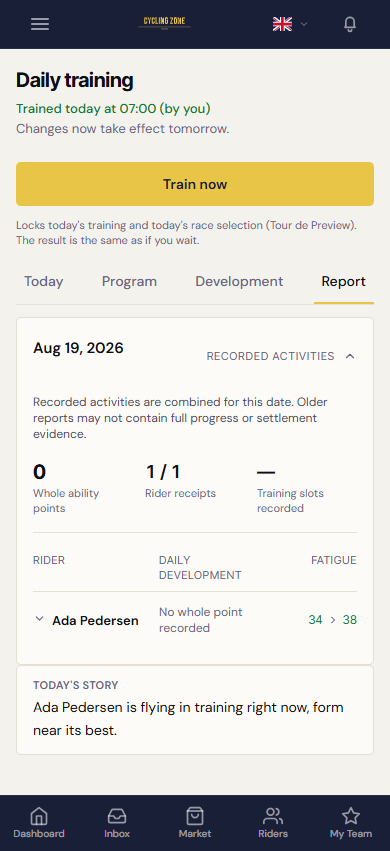 CYCLING ZONE
Daily training
Trained today at 07:00 (by you)
Changes now take effect tomorrow.
Train now
Locks today's training and today's race selection (Tour de Preview).
The result is the same as if you wait.
Today Program Development Report
Aug 19, 2026
RECORDED ACTIVITIES
Recorded activities are combined for this date. Older
reports may not contain full progress or settlement
evidence.
0 1 / 1 —
Whole ability Rider receipts Training slots
points recorded
RIDER DAILY FATIGUE
DEVELOPMENT
Ada Pedersen No whole point 34 > 38
recorded
TODAY'S STORY
Ada Pedersen is flying in training right now, form
near its best.
Dashboard Inbox Market Riders My Team